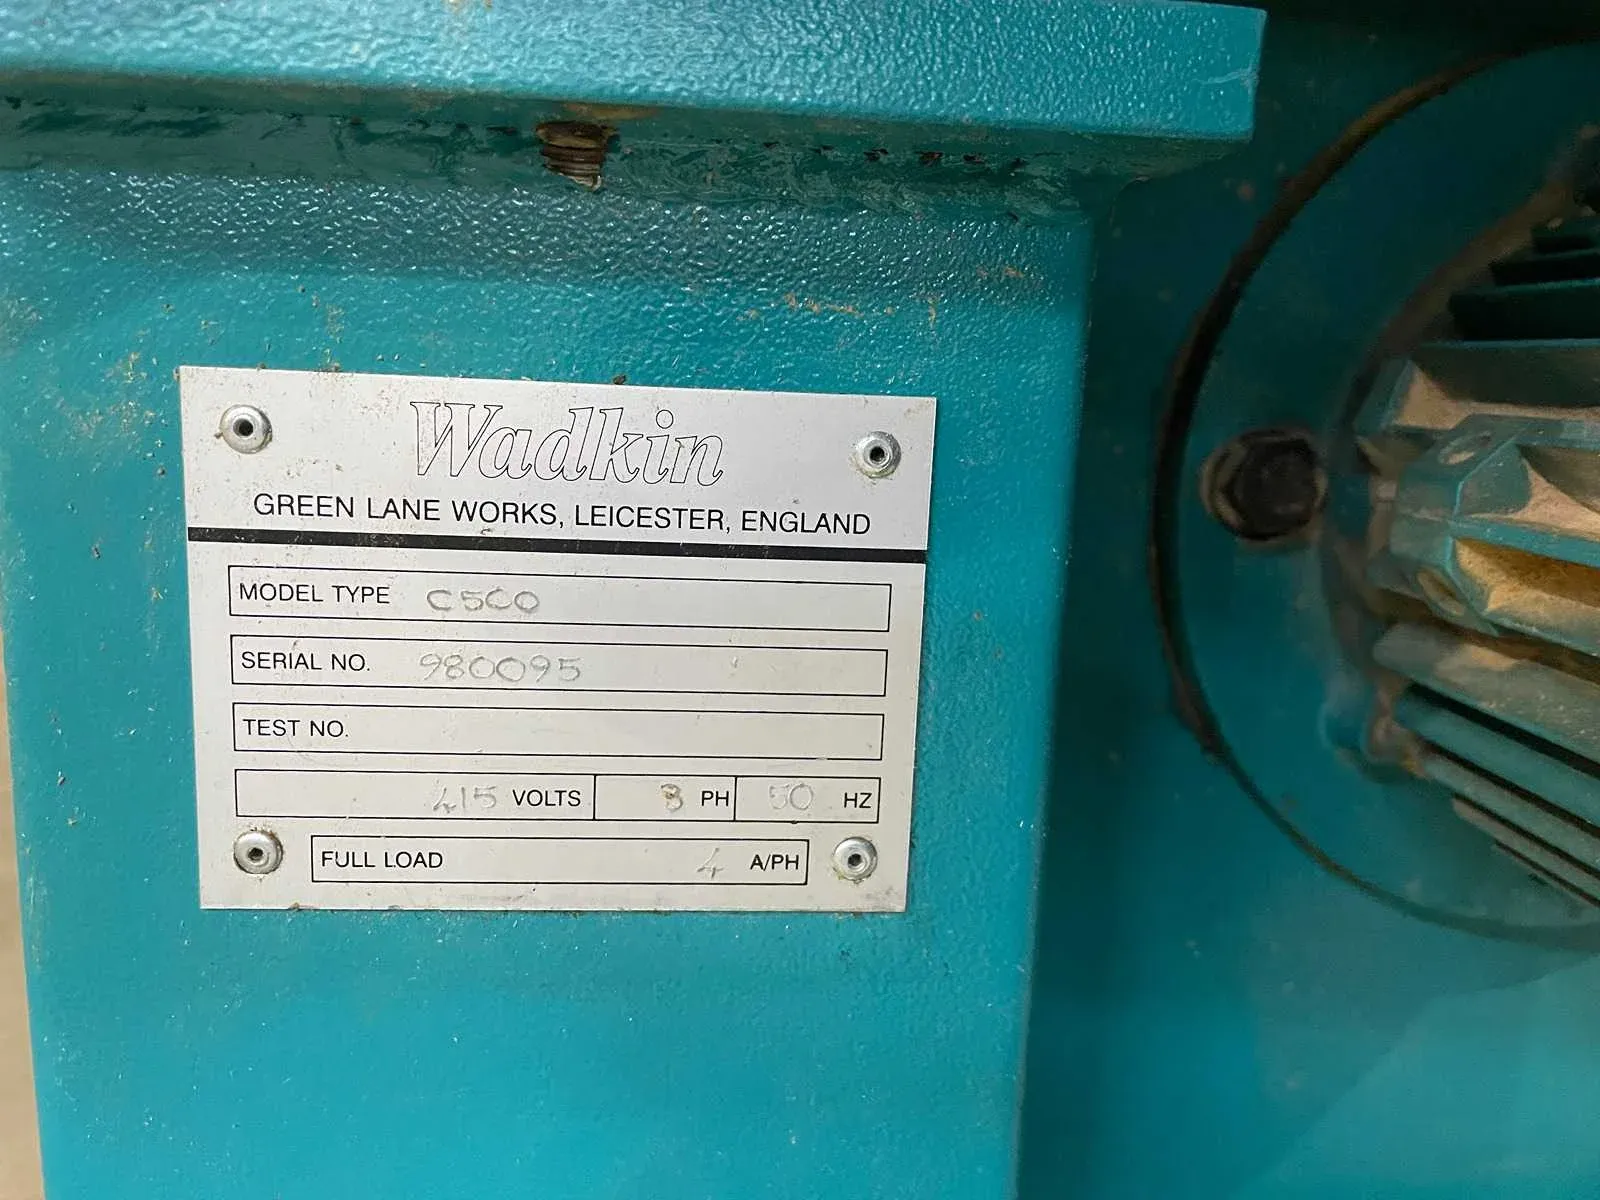 Wadkin
GREEN LANE WORKS, LEICESTER, ENGLAND
MODEL TYPE C500
SERIAL NO. 980095
TEST NO.
415 VOLTS 3 PH 50 HZ
FULL LOAD 4 A/PH